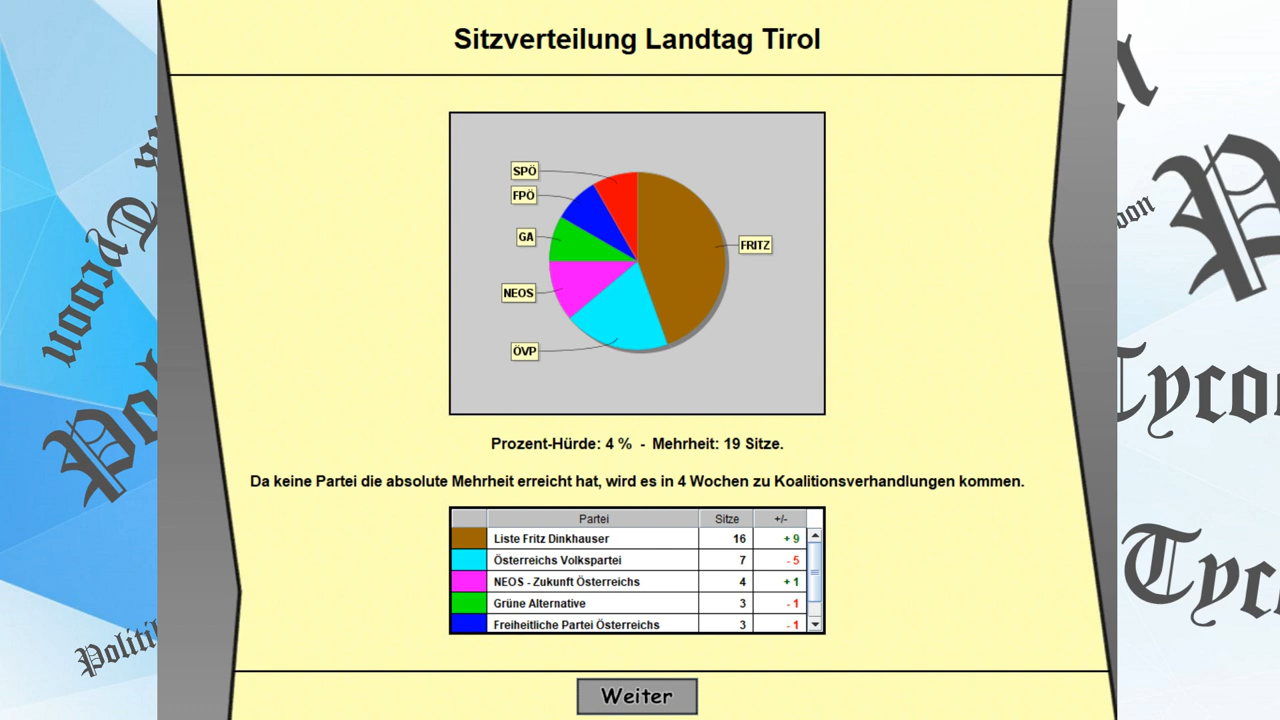 Sitzverteilung Landtag Tirol
SPÖ
FPÖ
GA
FRITZ
NEOS
ÖVP
Prozent-Hürde: 4 % - Mehrheit: 19 Sitze.
Da keine Partei die absolute Mehrheit erreicht hat, wird es in 4 Wochen zu Koalitionsverhandlungen kommen.
Partei Sitze +/-
Liste Fritz Dinkhauser 16 + 9
Österreichs Volkspartei 7 - 5
NEOS - Zukunft Österreichs 4 + 1
Grüne Alternative 3 - 1
Freiheitliche Partei Österreichs 3 - 1
Weiter
Tycoon